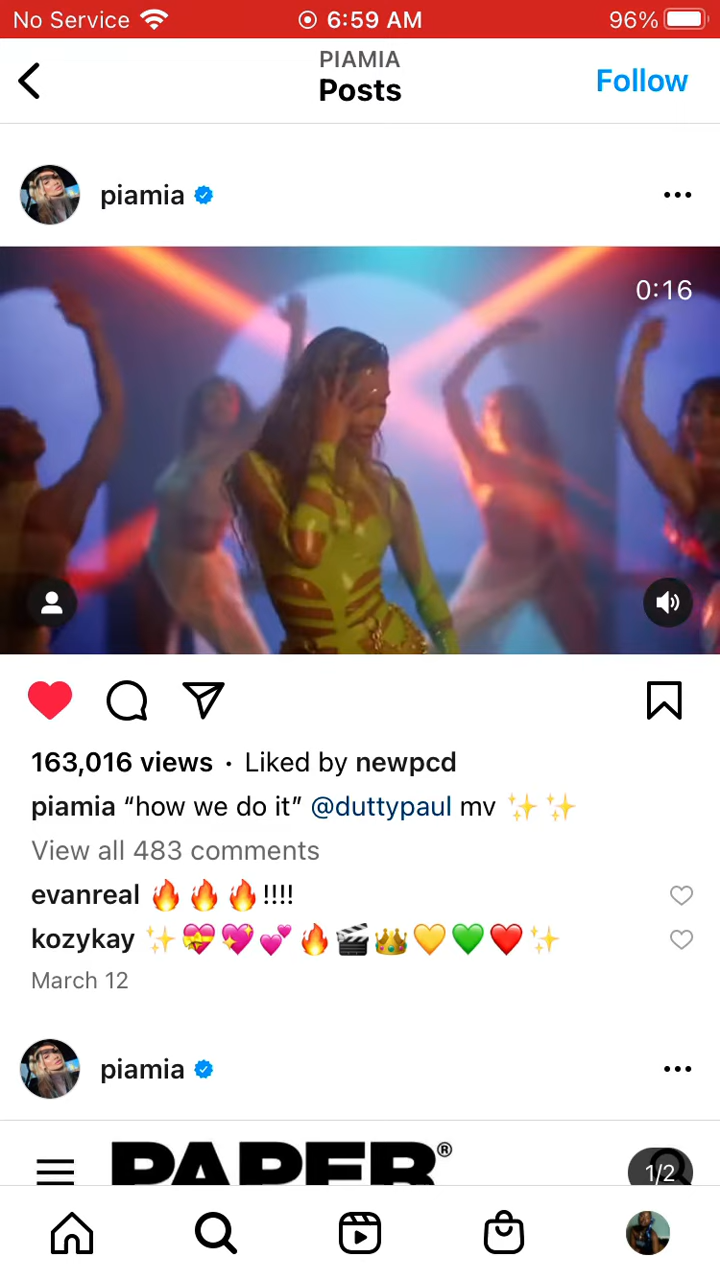 No Service 6:59 AM 96%
PIAMIA
Posts
Follow
piamia
0:16
163,016 views · Liked by newpcd
piamia “how we do it” @duttypaul mv ✨ ✨
View all 483 comments
evanreal 🔥 🔥 🔥!!!!
kozykay ✨💝💖💕🔥🎬👑💛💚❤️✨
March 12
piamia
PAPER®
1/2